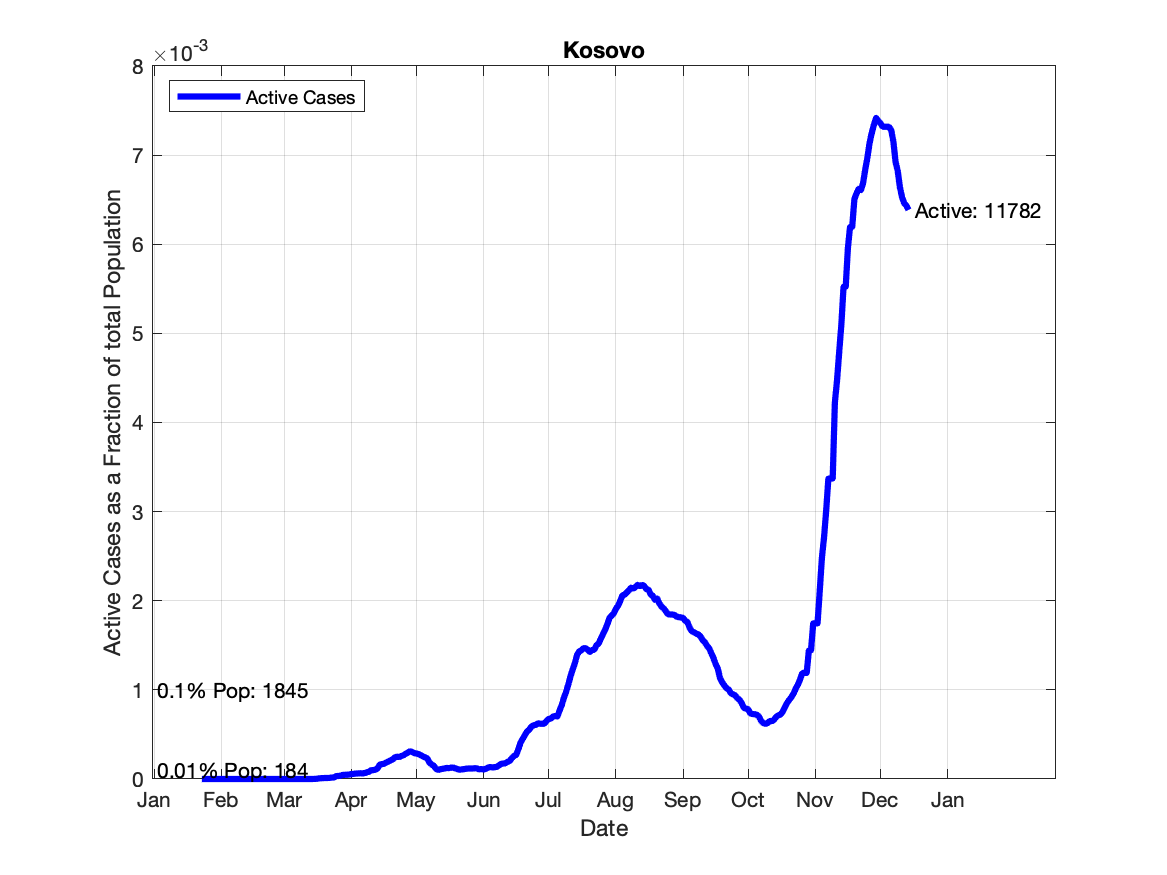 Kosovo
×10-3
Active Cases
8
7
6
5
4
3
2
1
0
Active Cases as a Fraction of total Population
Active: 11782
0.1% Pop: 1845
0.01% Pop: 184
Jan Feb Mar Apr May Jun Jul Aug Sep Oct Nov Dec Jan
Date